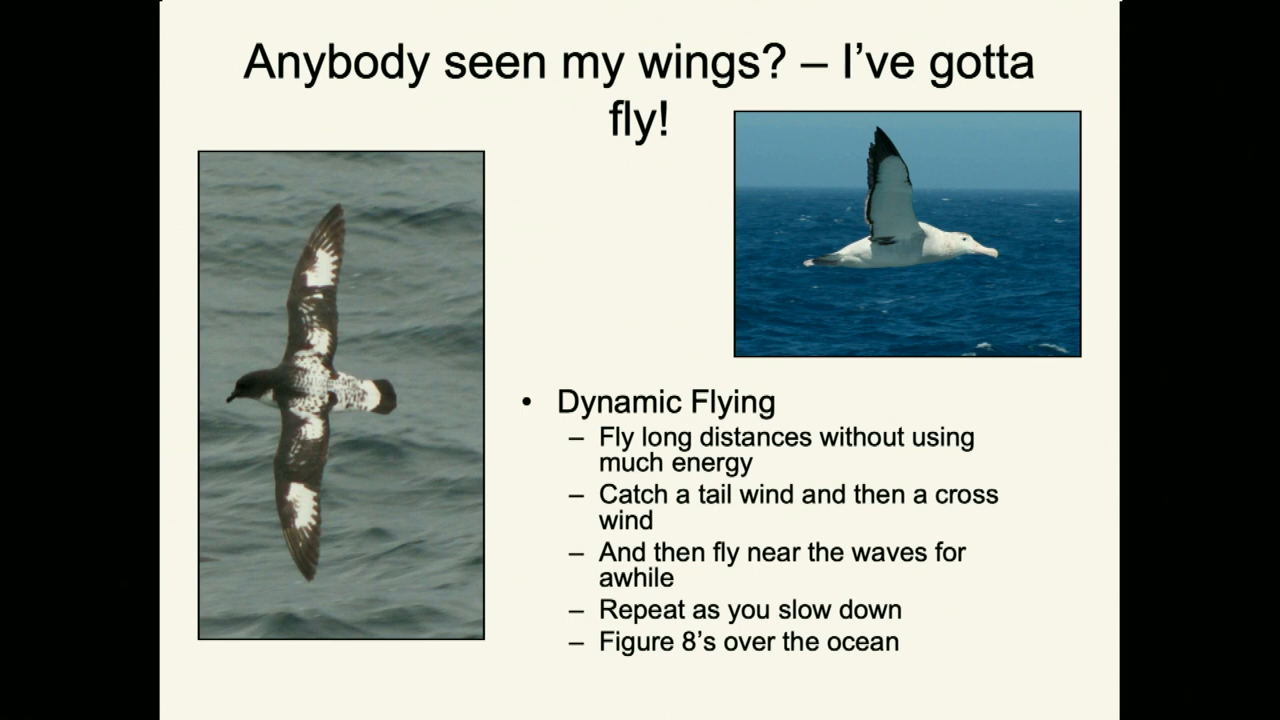 Anybody seen my wings? – I’ve gotta
fly!
• Dynamic Flying
– Fly long distances without using
much energy
– Catch a tail wind and then a cross
wind
– And then fly near the waves for
awhile
– Repeat as you slow down
– Figure 8’s over the ocean